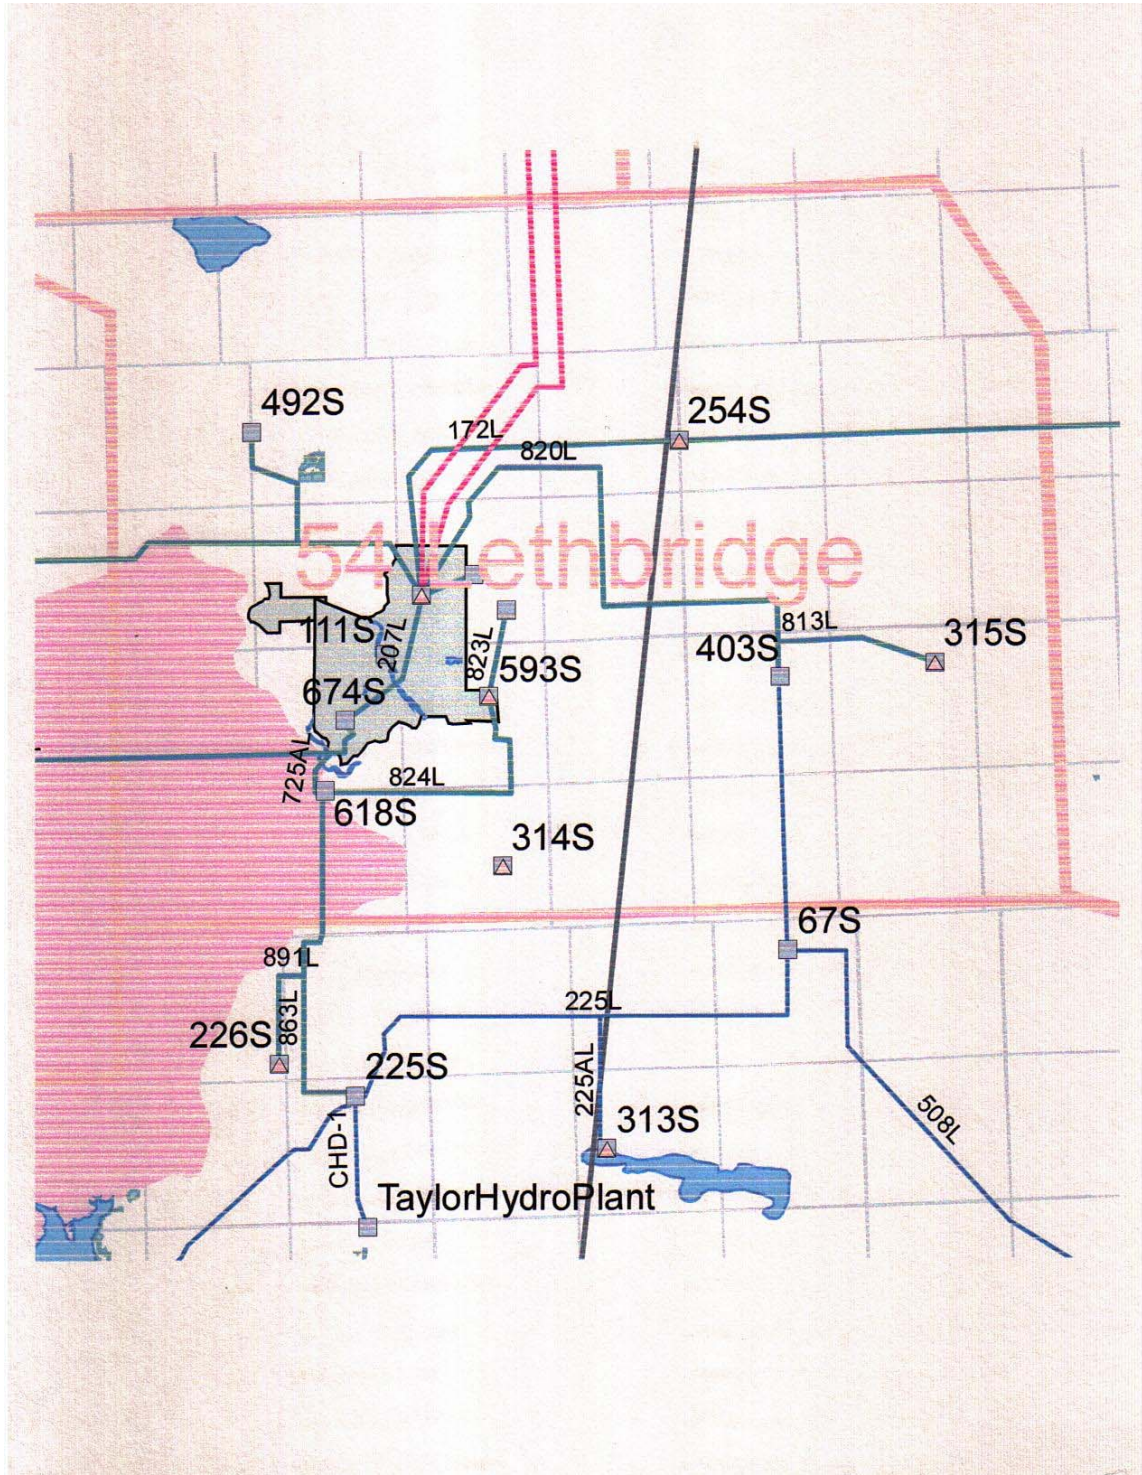 492S
254S
172L
820L
54 Lethbridge
111S
207L
813L
315S
403S
823L
593S
674S
725AL
824L
618S
314S
67S
891L
225L
863L
226S
225S
225AL
313S
508L
CHD-1
TaylorHydroPlant